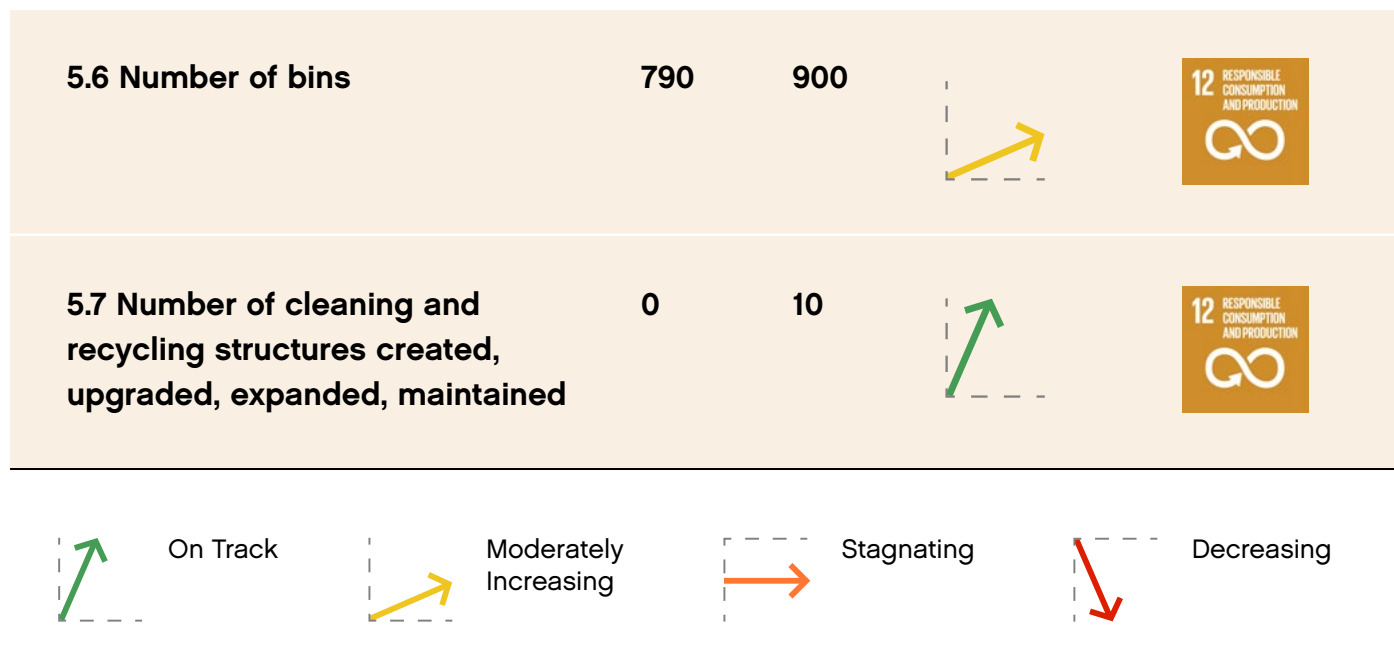 5.6 Number of bins 790 900
12 RESPONSIBLE
CONSUMPTION
AND PRODUCTION
5.7 Number of cleaning and 0 10
recycling structures created,
upgraded, expanded, maintained
12 RESPONSIBLE
CONSUMPTION
AND PRODUCTION
On Track
Moderately
Increasing
Stagnating
Decreasing